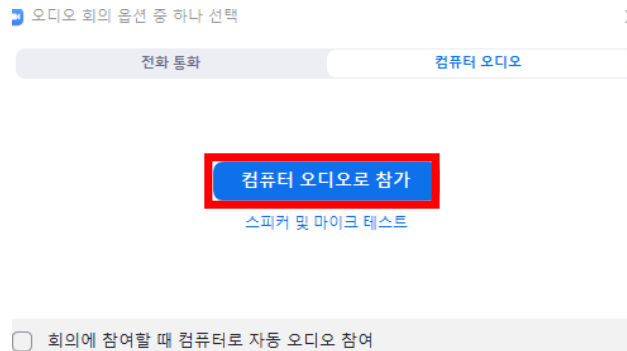 오디오 회의 옵션 중 하나 선택
전화 통화
컴퓨터 오디오
컴퓨터 오디오로 참가
스피커 및 마이크 테스트
회의에 참여할 때 컴퓨터로 자동 오디오 참여